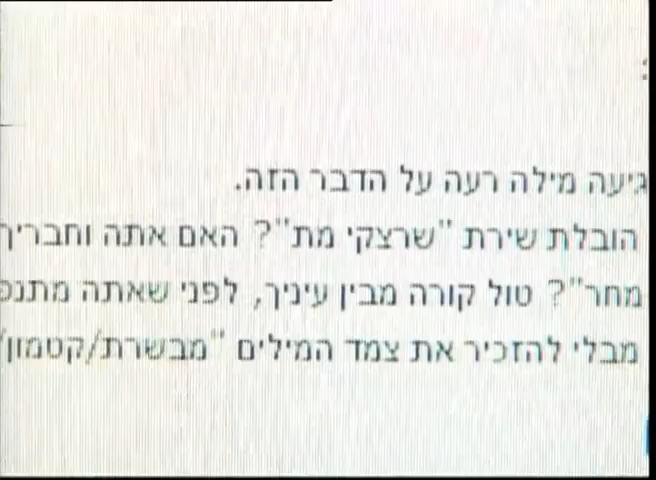 גיעה מילה רעה על הדבר הזה.
הובלת שירת "שרצקי מת"? האם אתה וחבריך
מחר"? טול קורה מבין עיניך, לפני שאתה מתנפ
מבלי להזכיר את צמד המילים "מבשרת/קטמון"